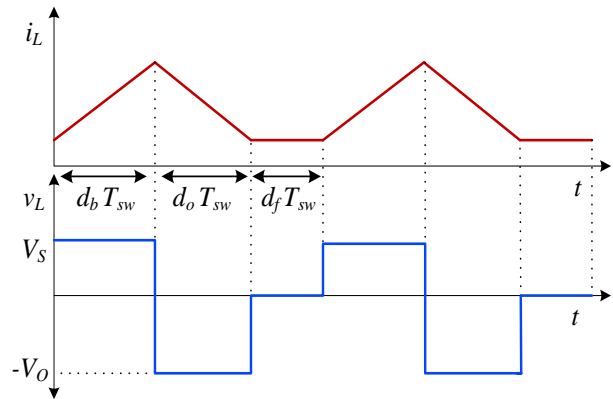 i_L
t
d_b T_sw
d_o T_sw
d_f T_sw
v_L
V_S
t
-V_O